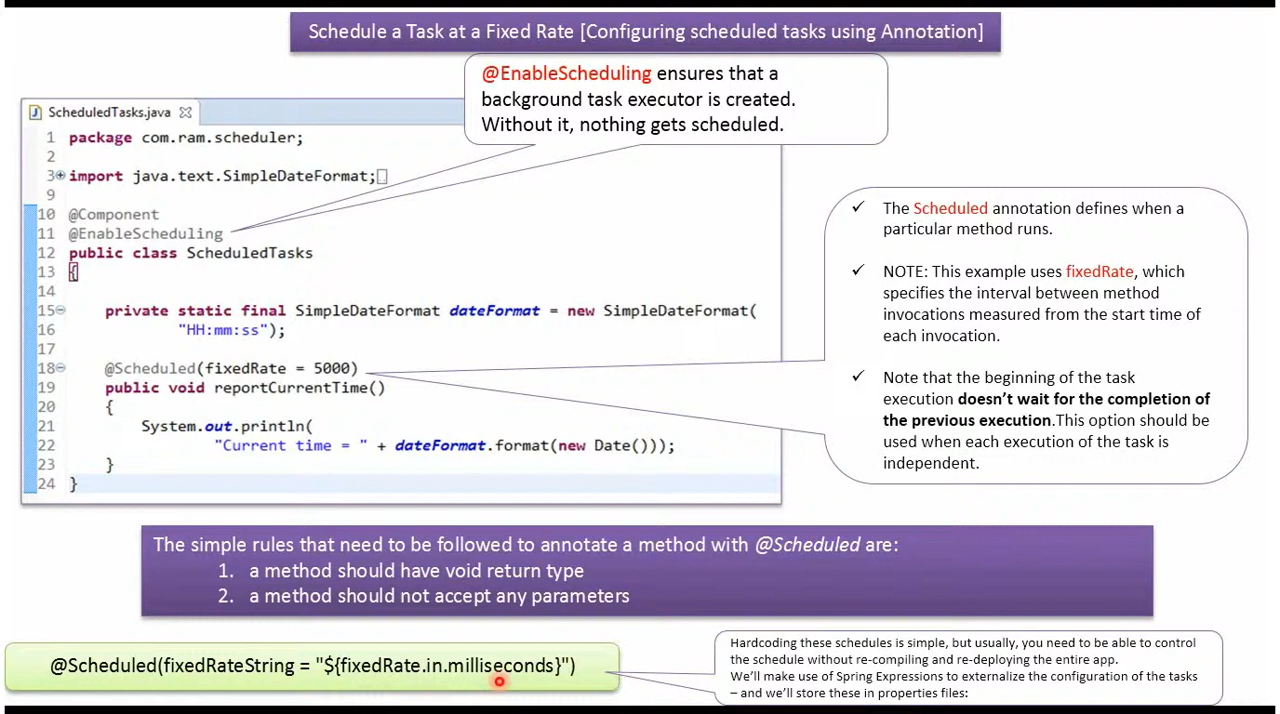 Schedule a Task at a Fixed Rate [Configuring scheduled tasks using Annotation]
@EnableScheduling ensures that a
background task executor is created.
Without it, nothing gets scheduled.
ScheduledTasks.java
1 package com.ram.scheduler;
2
3 import java.text.SimpleDateFormat;
9
10 @Component
11 @EnableScheduling
12 public class ScheduledTasks
13 {
14
15 private static final SimpleDateFormat dateFormat = new SimpleDateFormat(
16 "HH:mm:ss");
17
18 @Scheduled(fixedRate = 5000)
19 public void reportCurrentTime()
20 {
21 System.out.println(
22 "Current time = " + dateFormat.format(new Date()));
23 }
24 }
✓ The Scheduled annotation defines when a
particular method runs.
✓ NOTE: This example uses fixedRate, which
specifies the interval between method
invocations measured from the start time of
each invocation.
✓ Note that the beginning of the task
execution doesn't wait for the completion of
the previous execution.This option should be
used when each execution of the task is
independent.
The simple rules that need to be followed to annotate a method with @Scheduled are:
1. a method should have void return type
2. a method should not accept any parameters
@Scheduled(fixedRateString = "${fixedRate.in.milliseconds}")
Hardcoding these schedules is simple, but usually, you need to be able to control
the schedule without re-compiling and re-deploying the entire app.
We'll make use of Spring Expressions to externalize the configuration of the tasks
– and we'll store these in properties files: